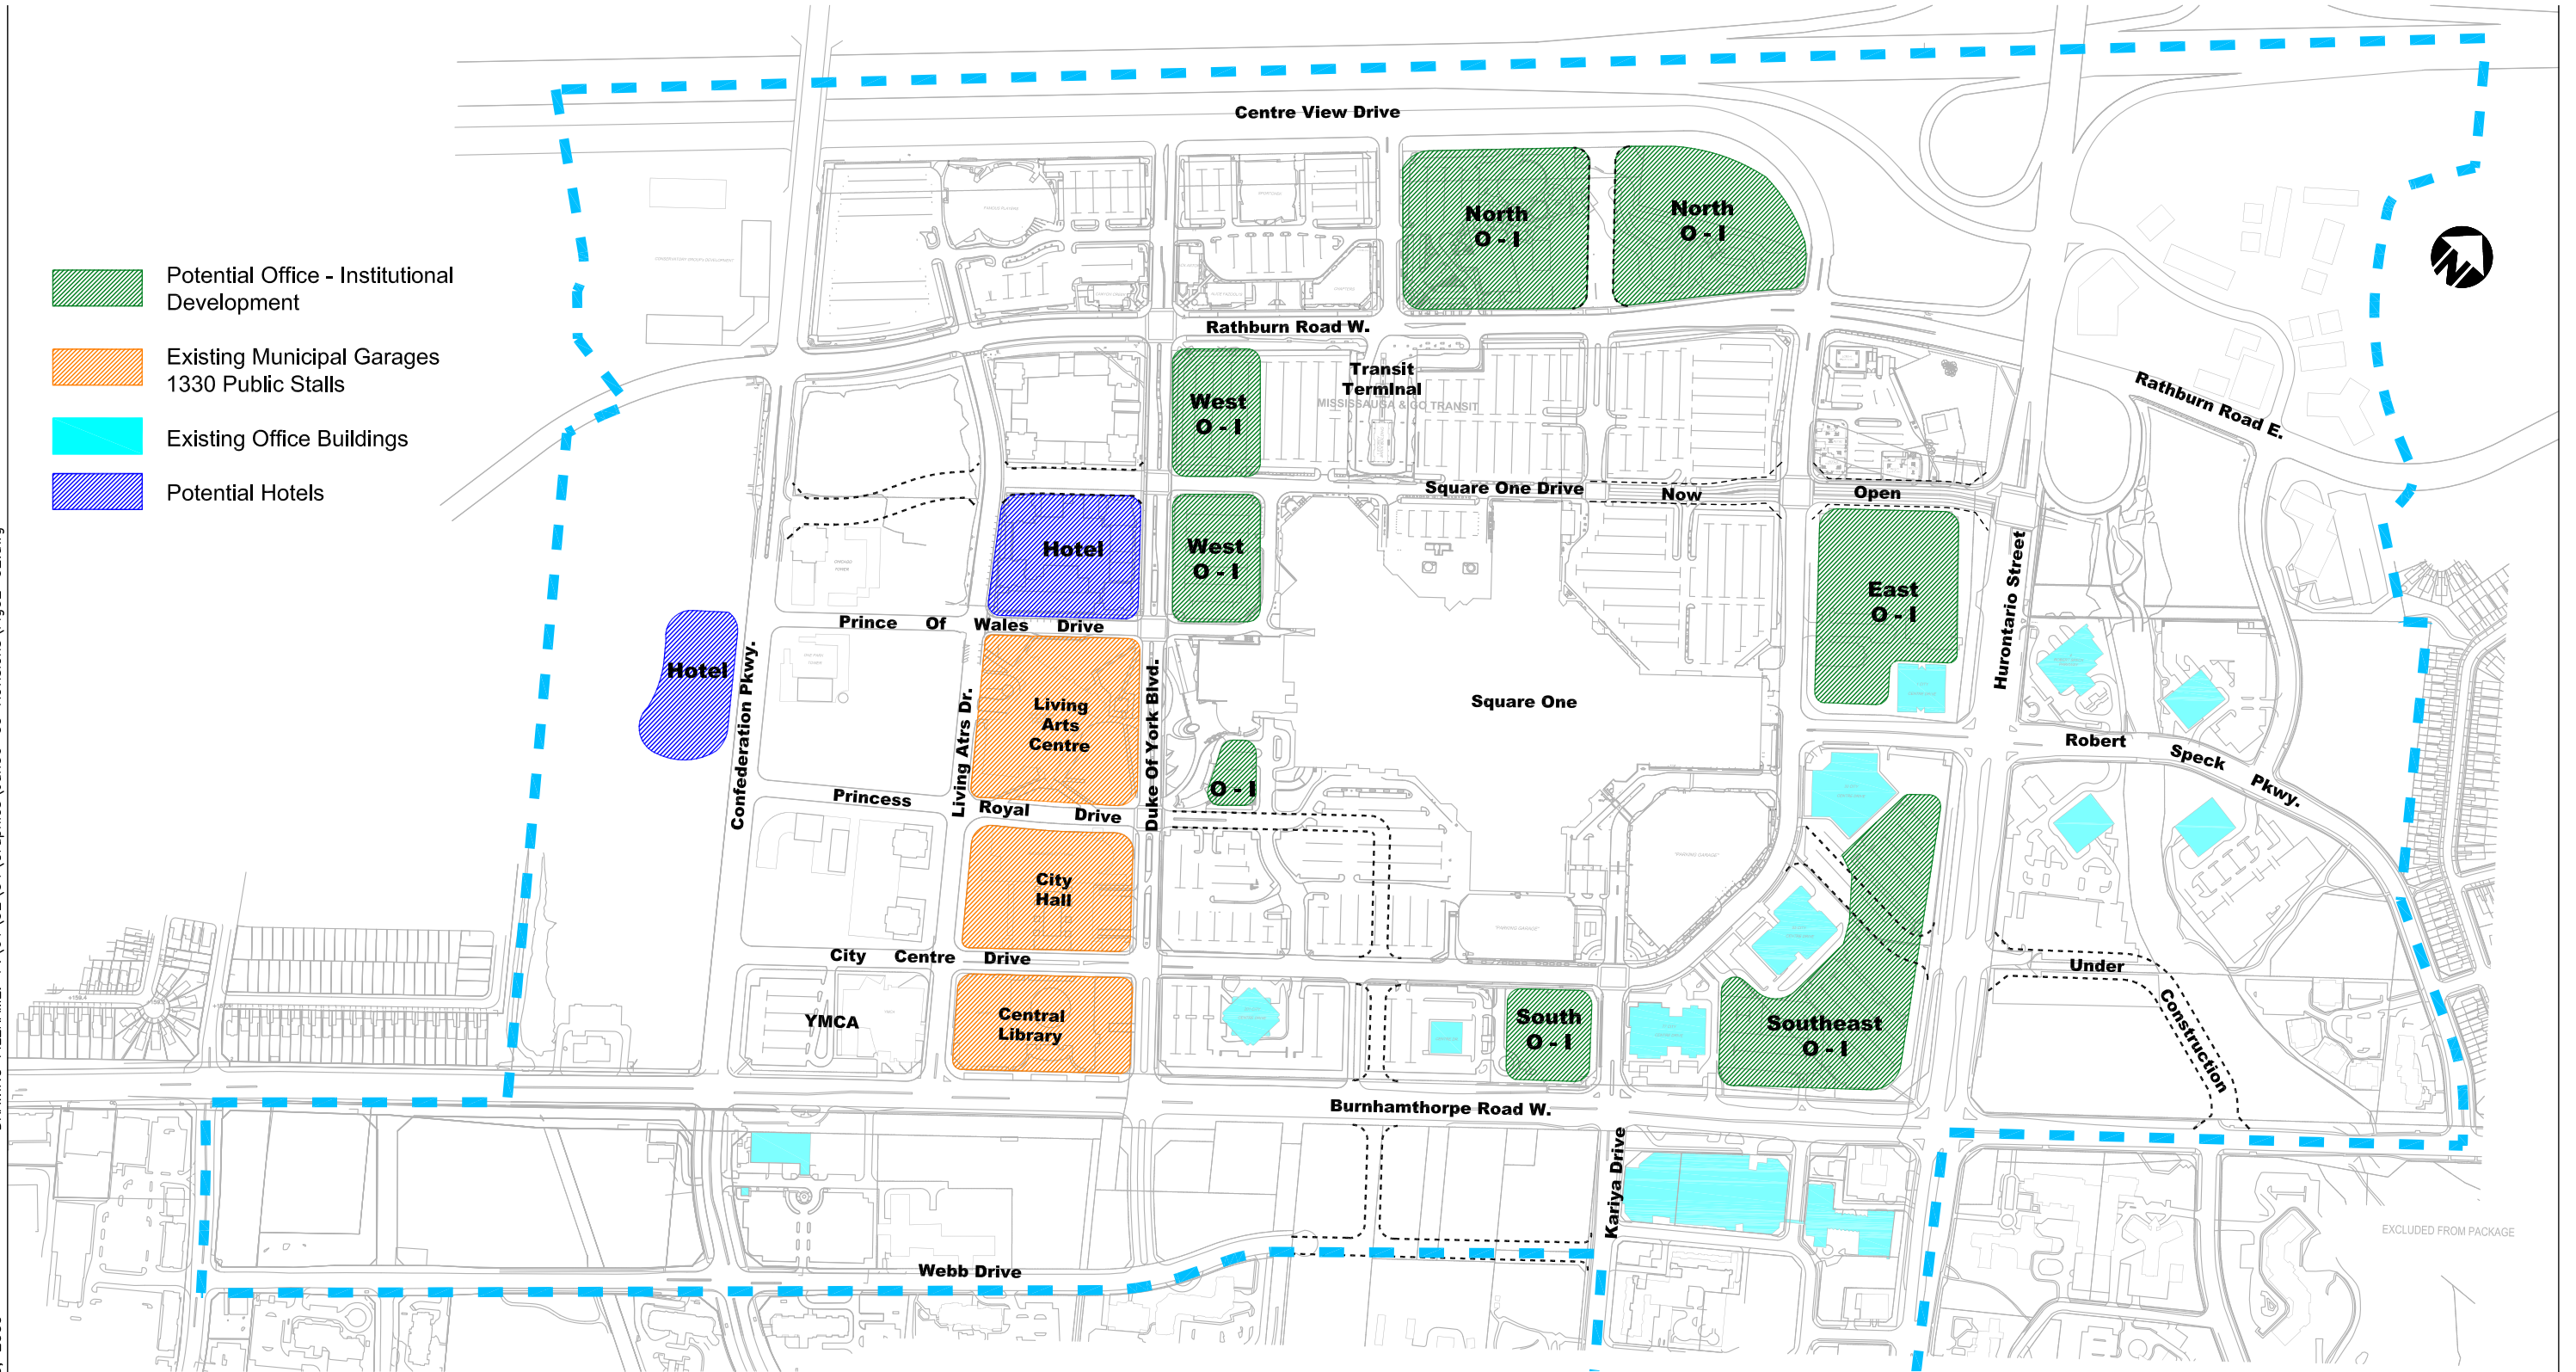 Centre View Drive
North
O - I
North
O - I
Potential Office - Institutional
Development
Existing Municipal Garages
1330 Public Stalls
Existing Office Buildings
Potential Hotels
N
Rathburn Road W.
Transit
Terminal
MISSISSAUGA & GO TRANSIT
West
O - I
Rathburn Road E.
Square One Drive
Now
Open
Hotel
West
O - I
East
O - I
Hurontario Street
Prince Of Wales Drive
Hotel
Confederation Pkwy.
Living Atrs Dr.
Living
Arts
Centre
Duke Of York Blvd.
Square One
Robert Speck Pkwy.
O - I
Princess Royal Drive
City
Hall
"PARKING GARAGE"
"PARKING GARAGE"
City Centre Drive
Under
Construction
YMCA
Central
Library
South
O - I
Southeast
O - I
Burnhamthorpe Road W.
Kariya Drive
EXCLUDED FROM PACKAGE
Webb Drive